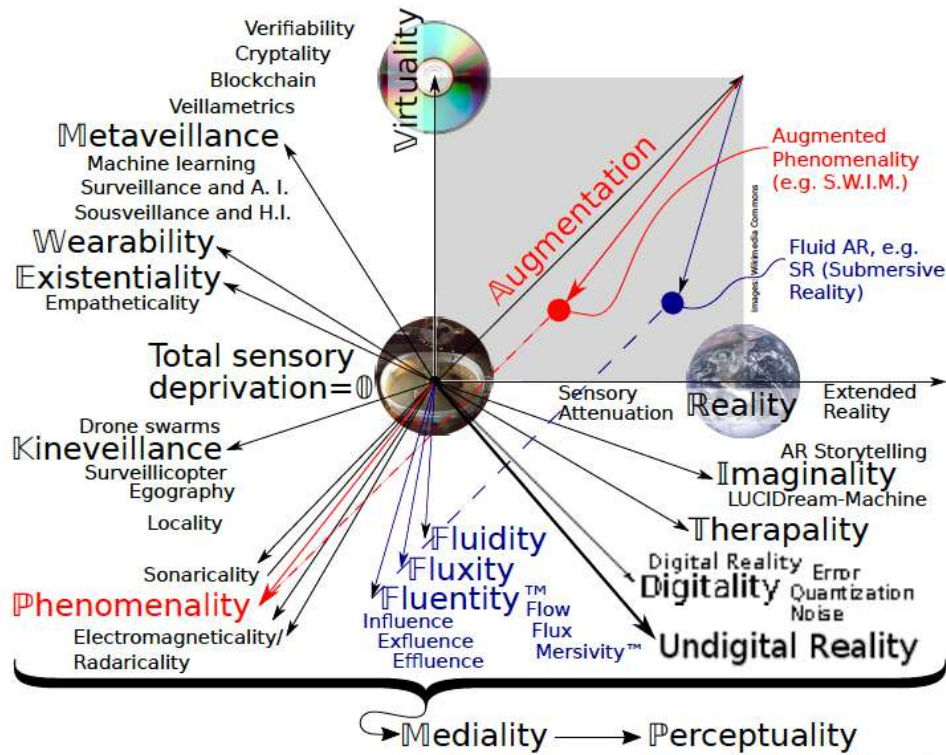 Verifiability
Cryptality
Blockchain
Veillametrics
𝕄etaveillance
Machine learning
Surveillance and A. I.
Sousveillance and H.I.
𝕎earability
𝔼xistentiality
Empatheticality
Total sensory
deprivation=𝟘
Drone swarms
𝕂ineveillance
Surveillicopter
Egography
Locality
Sonaricality
ℙhenomenality
Electromagneticality/
Radaricality
𝕍irtuality
𝔸ugmentation
Augmented
Phenomenality
(e.g. S.W.I.M.)
Images: Wikimedia Commons
Fluid AR, e.g.
SR (Submersive
Reality)
Sensory
Attenuation
ℝeality
Extended
Reality
AR Storytelling
𝕀maginality
LUCIDream-Machine
𝕋herapality
Digital Reality
𝔻igitality
Error
Quantization
Noise
Undigital Reality
𝔽luidity
𝔽luxity
𝔽luentity™
Flow
Flux
Mersivity™
Influence
Exfluence
Effluence
𝕄ediality
ℙerceptuality